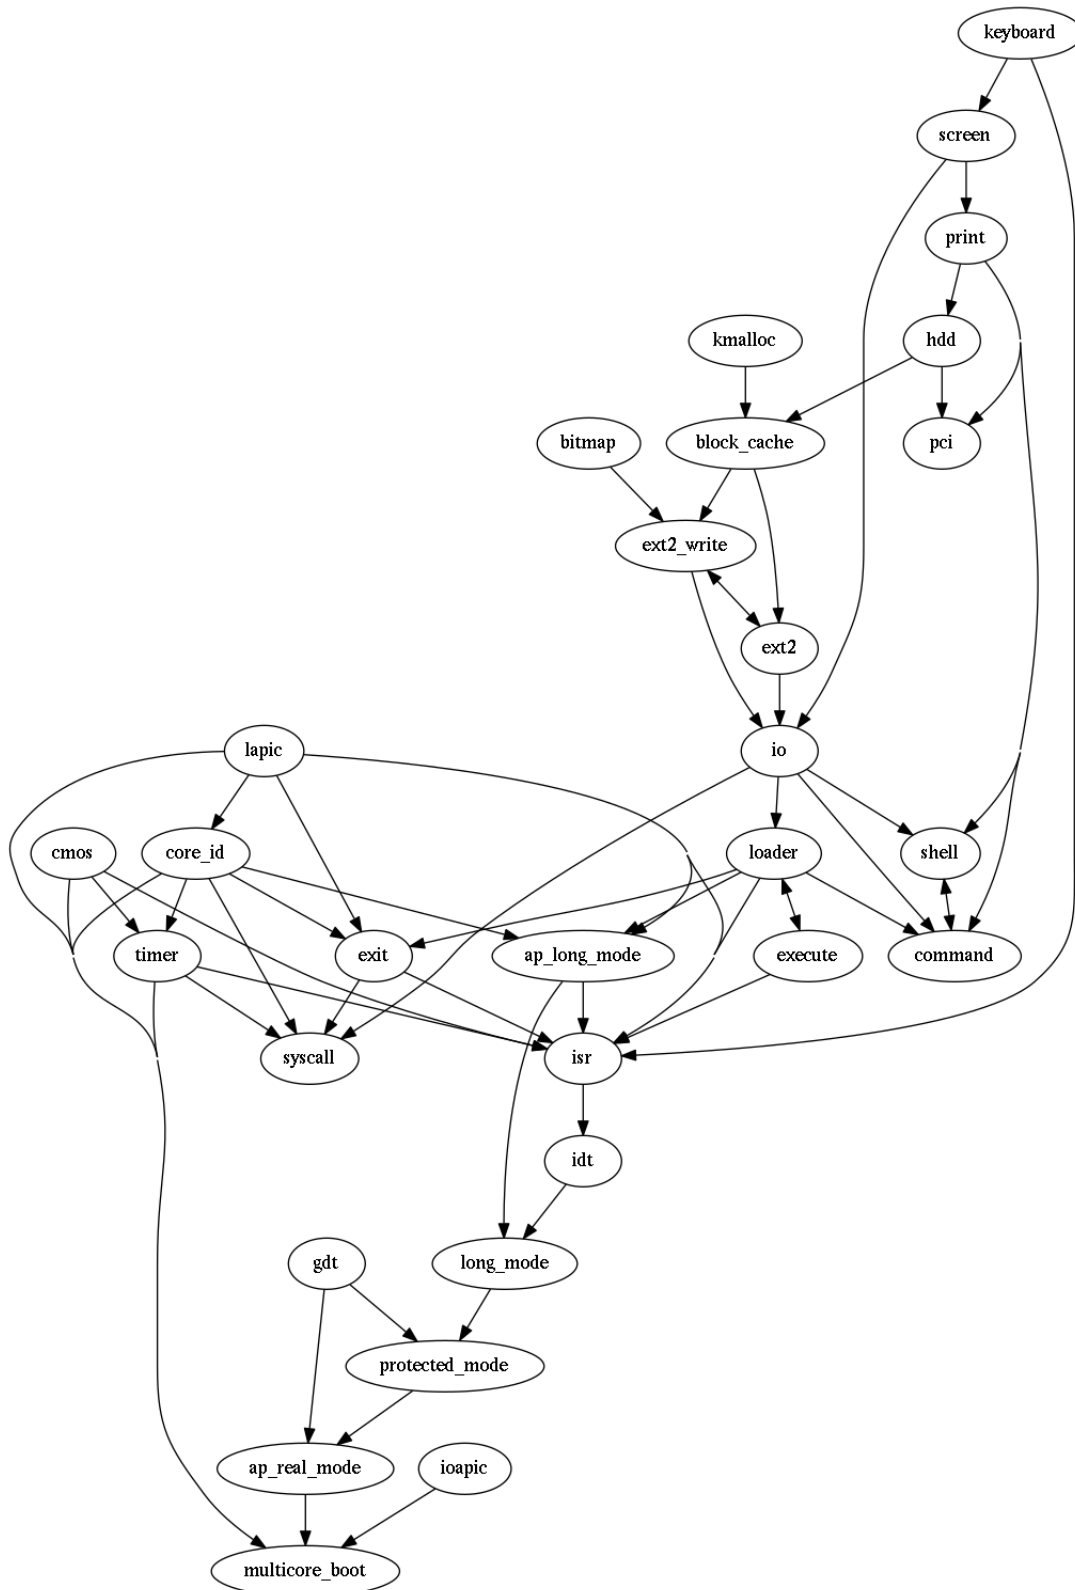 keyboard
screen
print
kmalloc
hdd
bitmap
block_cache
pci
ext2_write
ext2
lapic
io
cmos
core_id
loader
shell
timer
exit
ap_long_mode
execute
command
syscall
isr
idt
gdt
long_mode
protected_mode
ap_real_mode
ioapic
multicore_boot